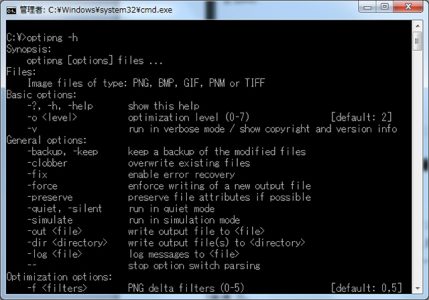 管理者: C:¥Windows¥system32¥cmd.exe
C:¥>optipng -h
Synopsis:
    optipng [options] files ...
Files:
    Image files of type: PNG, BMP, GIF, PNM or TIFF
Basic options:
    -?, -h, -help       show this help
    -o <level>          optimization level (0-7)        [default: 2]
    -v                  run in verbose mode / show copyright and version info
General options:
    -backup, -keep      keep a backup of the modified files
    -clobber            overwrite existing files
    -fix                enable error recovery
    -force              enforce writing of a new output file
    -preserve           preserve file attributes if possible
    -quiet, -silent     run in quiet mode
    -simulate           run in simulation mode
    -out <file>         write output file to <file>
    -dir <directory>    write output file(s) to <directory>
    -log <file>         log messages to <file>
    --                  stop option switch parsing
Optimization options:
    -f <filters>        PNG delta filters (0-5)         [default: 0,5]